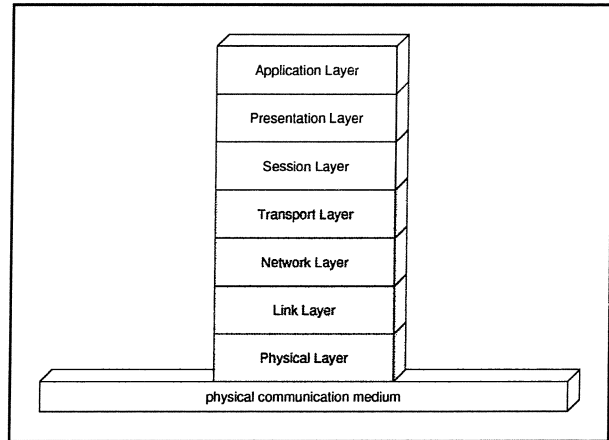 Application Layer
Presentation Layer
Session Layer
Transport Layer
Network Layer
Link Layer
Physical Layer
physical communication medium